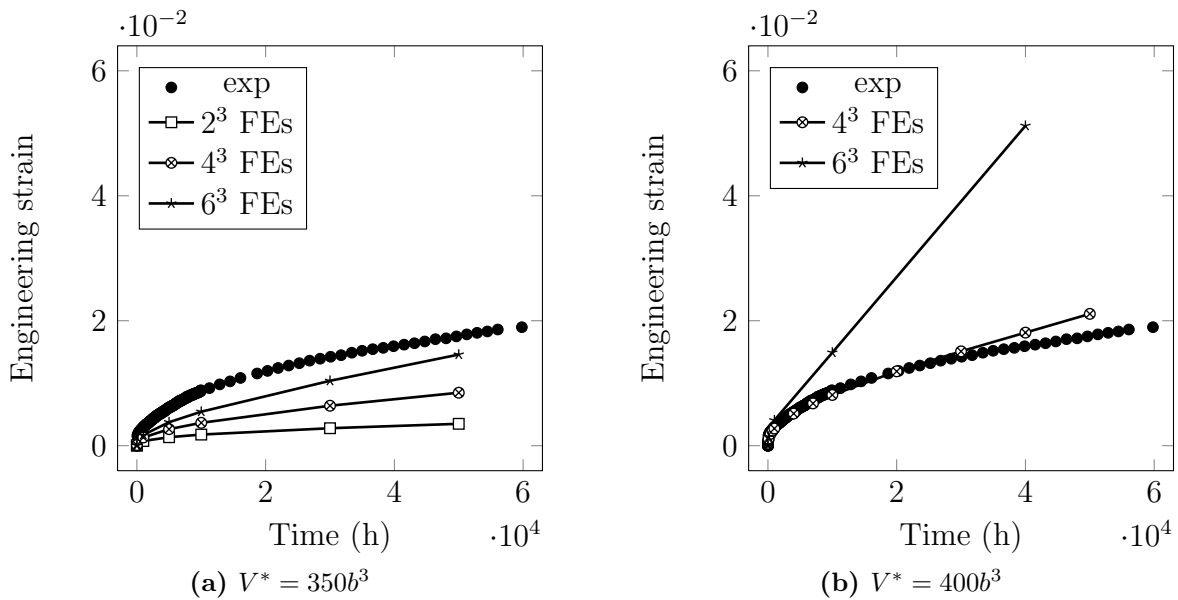 ·10⁻²
6
4
2
0
Engineering strain
exp
2³ FEs
4³ FEs
6³ FEs
0 2 4 6
Time (h)
·10⁴
(a) V* = 350b³
·10⁻²
6
4
2
0
Engineering strain
exp
4³ FEs
6³ FEs
0 2 4 6
Time (h)
·10⁴
(b) V* = 400b³